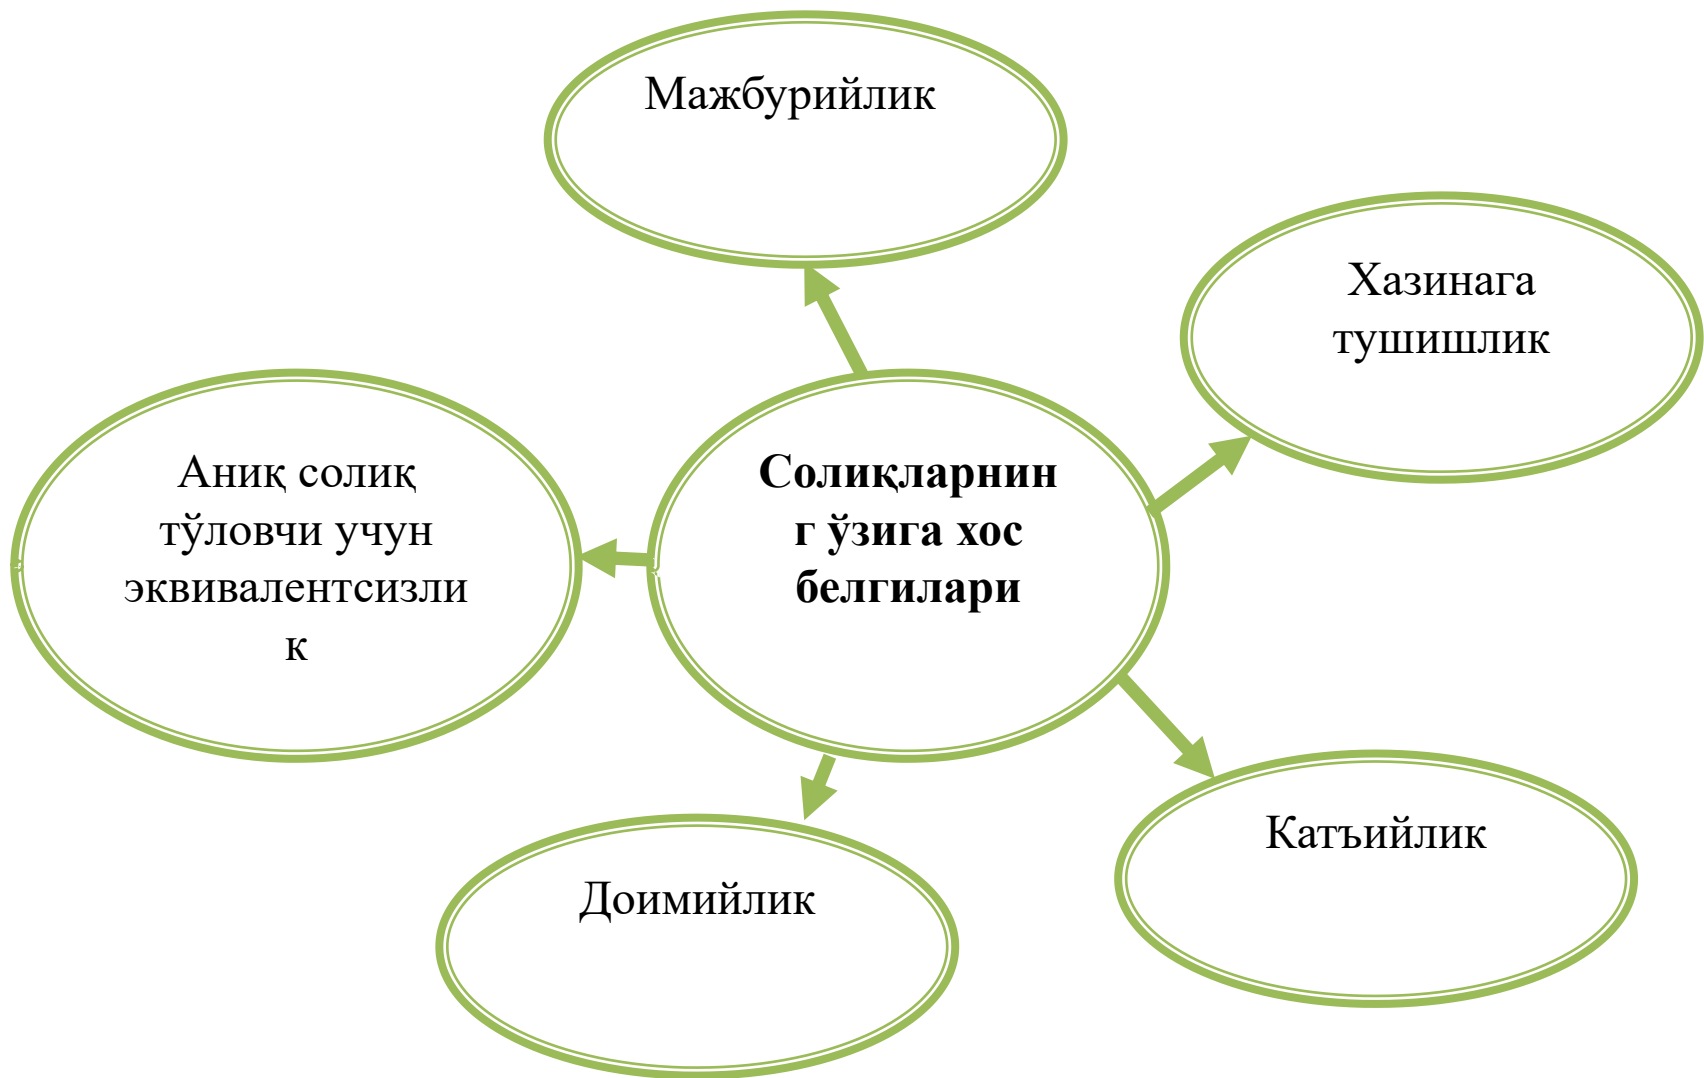 Мажбурийлик
Хазинага
тушишлик
Аниқ солиқ
тўловчи учун
эквивалентсизли
к
Солиқларнин
г ўзига хос
белгилари
Катъийлик
Доимийлик